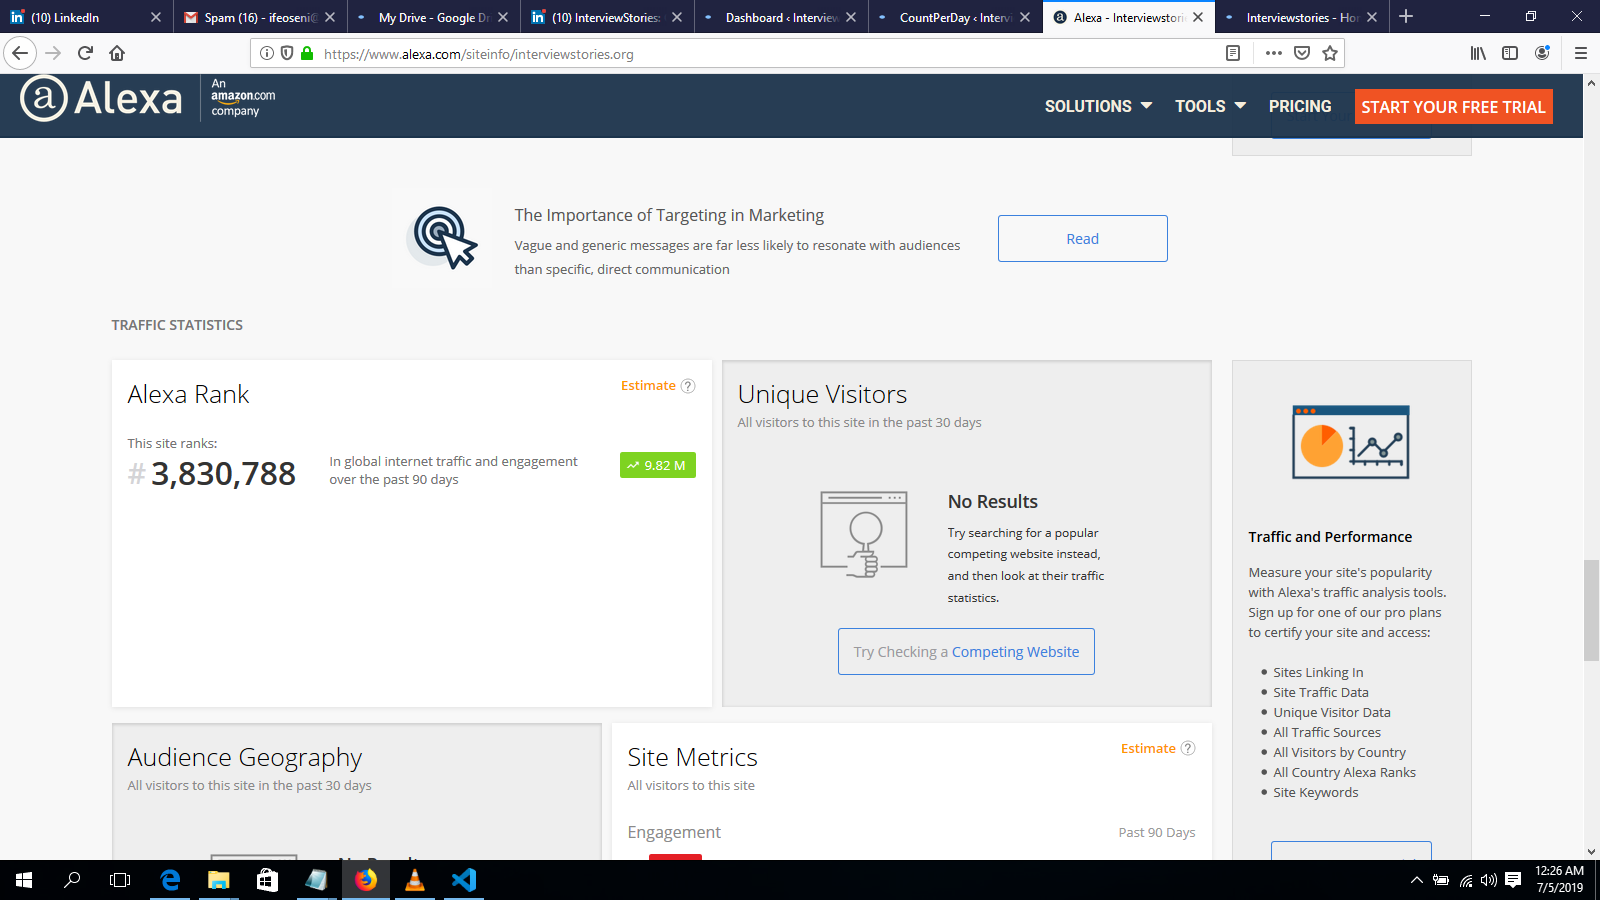 (10) LinkedIn
Spam (16) - ifeoseni@
My Drive - Google Dr
(10) InterviewStories:
Dashboard ‹ Interview
CountPerDay ‹ Intervi
Alexa - Interviewstorie
Interviewstories - Hor
https://www.alexa.com/siteinfo/interviewstories.org
a Alexa
An
amazon.com
company
SOLUTIONS
TOOLS
PRICING
START YOUR FREE TRIAL
The Importance of Targeting in Marketing
Vague and generic messages are far less likely to resonate with audiences
than specific, direct communication
Read
TRAFFIC STATISTICS
Alexa Rank
Estimate ?
This site ranks:
# 3,830,788
In global internet traffic and engagement
over the past 90 days
9.82 M
Unique Visitors
All visitors to this site in the past 30 days
No Results
Try searching for a popular
competing website instead,
and then look at their traffic
statistics.
Try Checking a Competing Website
Traffic and Performance
Measure your site's popularity
with Alexa's traffic analysis tools.
Sign up for one of our pro plans
to certify your site and access:
Sites Linking In
Site Traffic Data
Unique Visitor Data
All Traffic Sources
All Visitors by Country
All Country Alexa Ranks
Site Keywords
Audience Geography
All visitors to this site in the past 30 days
Site Metrics
Estimate ?
All visitors to this site
Engagement
Past 90 Days
12:26 AM
7/5/2019